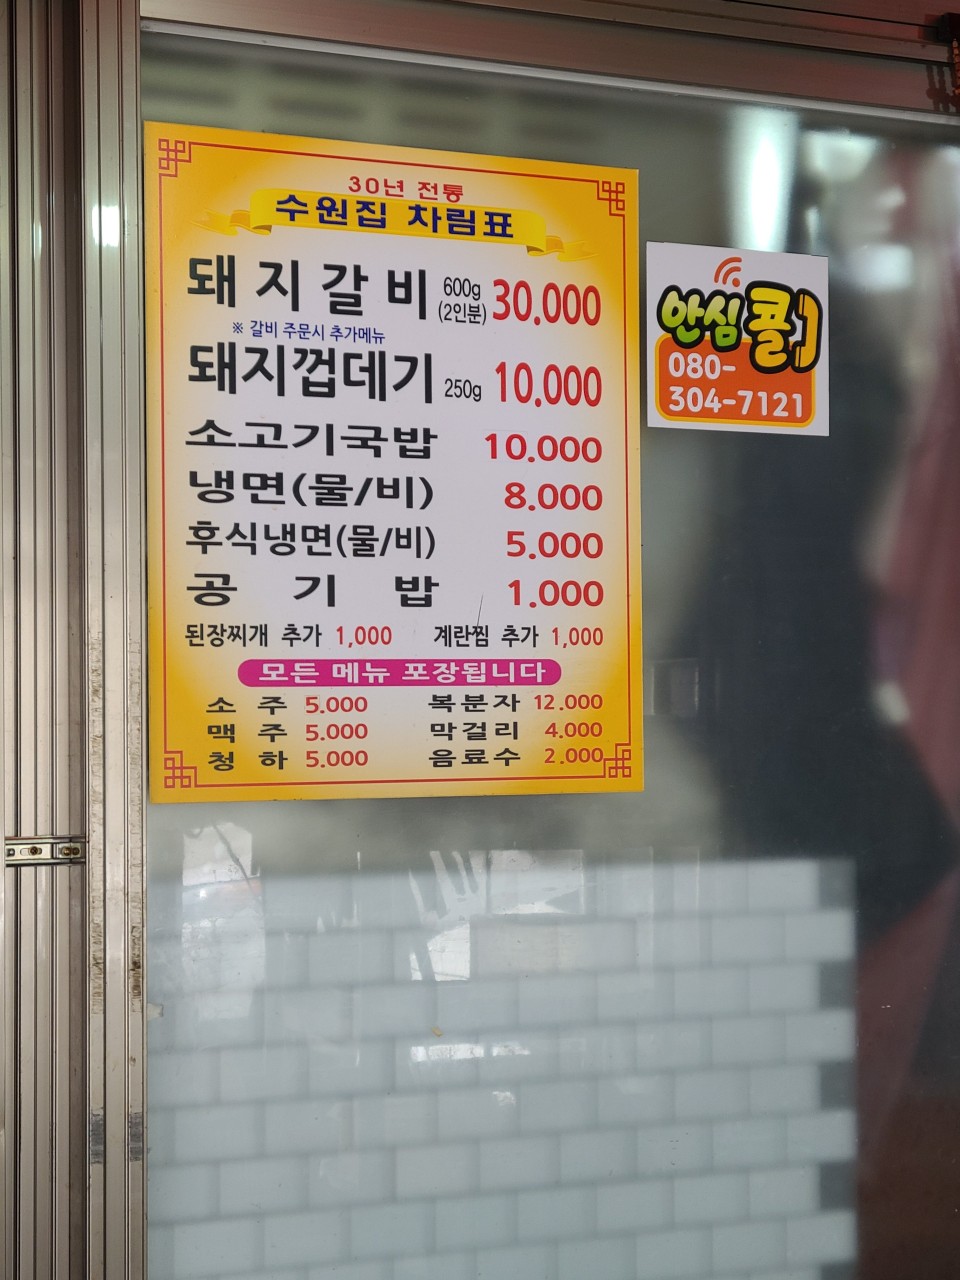 30년 전통
수원집 차림표
돼지갈비 600g (2인분) 30.000
※ 갈비 주문시 추가메뉴
돼지껍데기 250g 10.000
소고기국밥 10.000
냉면(물/비) 8.000
후식냉면(물/비) 5.000
공기밥 1.000
된장찌개 추가 1,000 계란찜 추가 1,000
모든 메뉴 포장됩니다
소주 5.000 복분자 12.000
맥주 5.000 막걸리 4.000
청하 5.000 음료수 2.000
안심콜
080-
304-7121